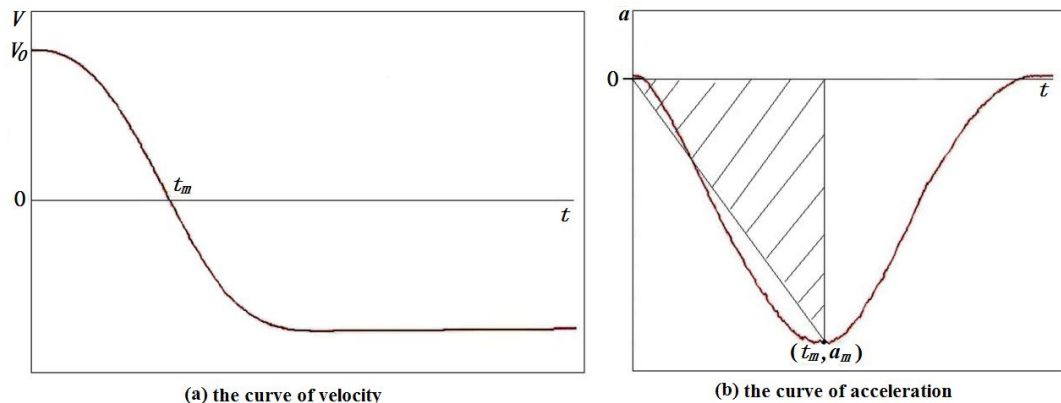 V
V0
0
tm
t
(a) the curve of velocity
a
0
t
(tm,am)
(b) the curve of acceleration